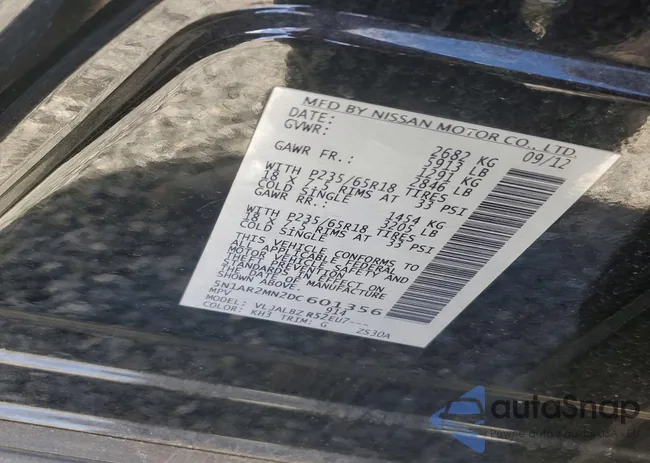 MFD BY NISSAN MOTOR CO., LTD.
DATE: 09/12
GVWR: 2682 KG
5913 LB
GAWR FR.: 1291 KG
2846 LB
WITH P235/65R18 TIRES
18 X 7.5 RIMS AT 33 PSI
COLD SINGLE
GAWR RR.: 1454 KG
3205 LB
WITH P235/65R18 TIRES
18 X 7.5 RIMS AT 33 PSI
COLD SINGLE
THIS VEHICLE CONFORMS TO
ALL APPLICABLE FEDERAL
MOTOR VEHICLE SAFETY AND
THEFT PREVENTION
STANDARDS IN EFFECT ON
THE DATE OF MANUFACTURE
SHOWN ABOVE.
5N1AR2MN2DC601356
MPV 914
MODEL: VLJALBZ R52EU7---
COLOR: KH3 TRIM: G ZS30A
autoSnap